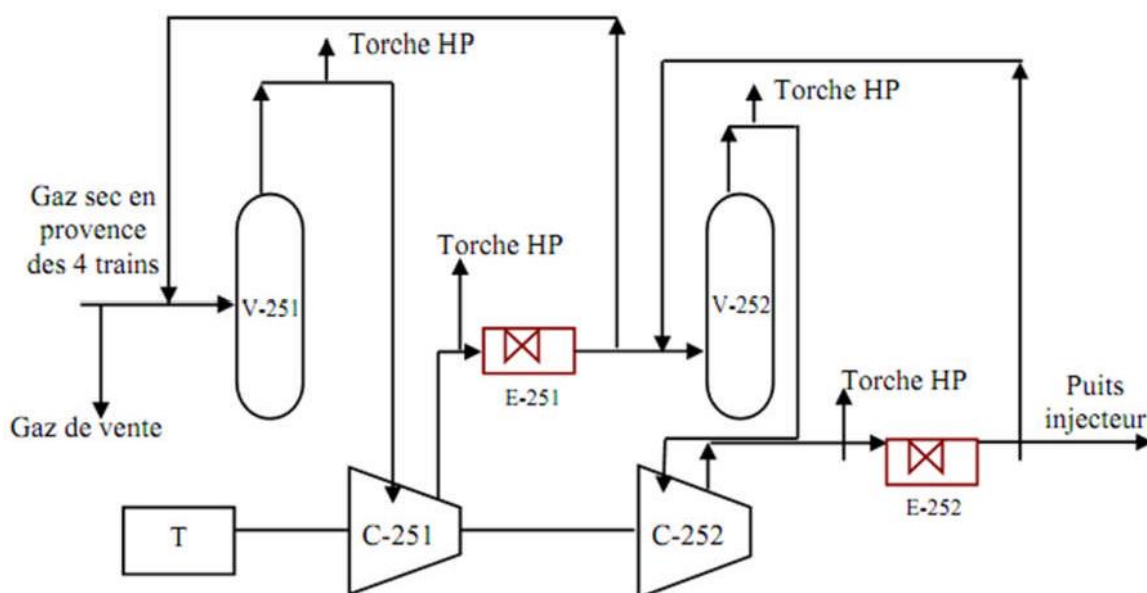 Torche HP
Torche HP
Gaz sec en
provence
des 4 trains
V-251
Torche HP
V-252
E-251
Torche HP
Puits
injecteur
Gaz de vente
E-252
T
C-251
C-252